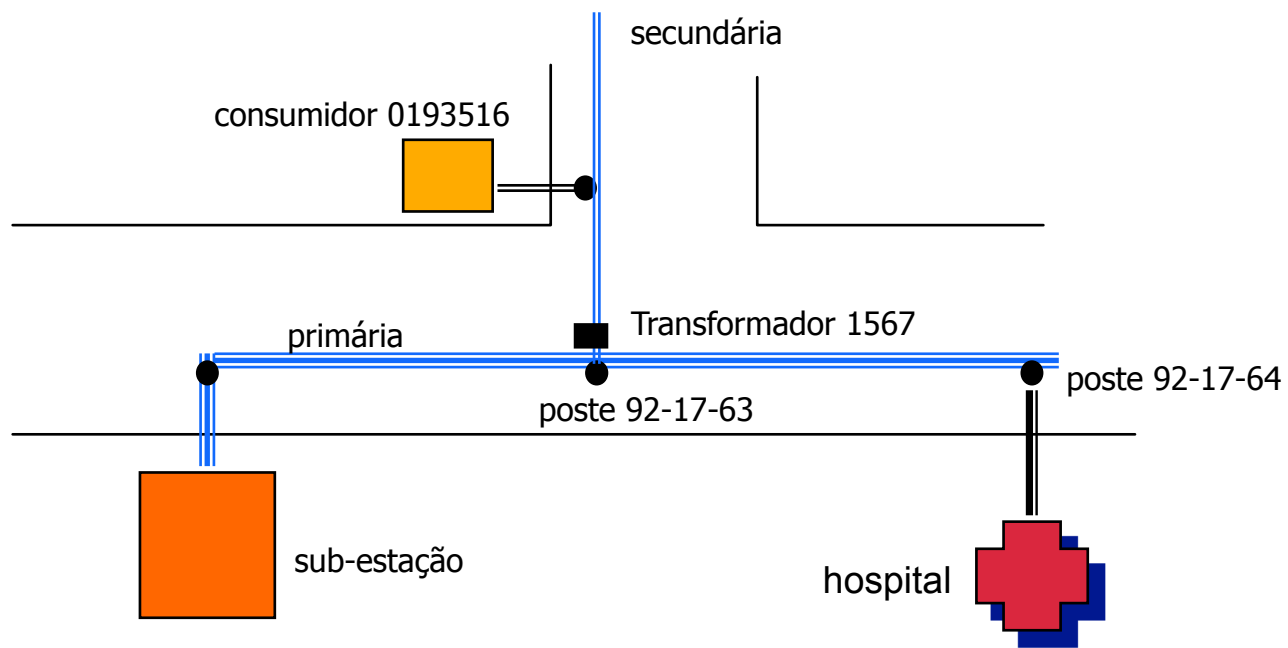 secundária
consumidor 0193516
Transformador 1567
primária
poste 92-17-64
poste 92-17-63
sub-estação
hospital